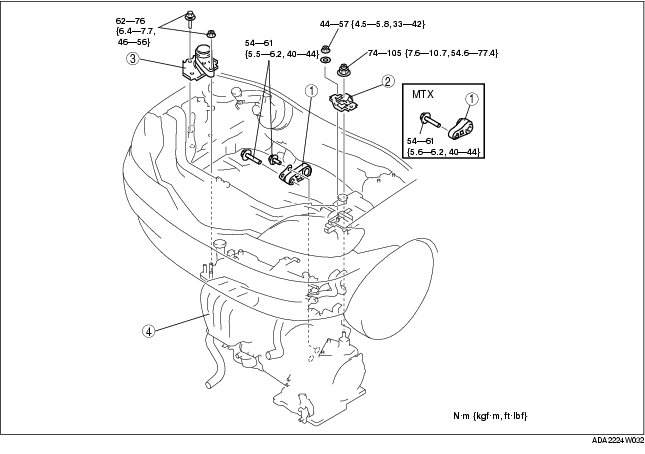 62—76
{6.4—7.7,
46—56}
③
54—61
{5.5—6.2, 40—44}
①
44—57 {4.5—5.8, 33—42}
74—105 {7.6—10.7, 54.6—77.4}
②
MTX
①
54—61
{5.6—6.2, 40—44}
④
N·m {kgf·m, ft·lbf}
ADA2224W032